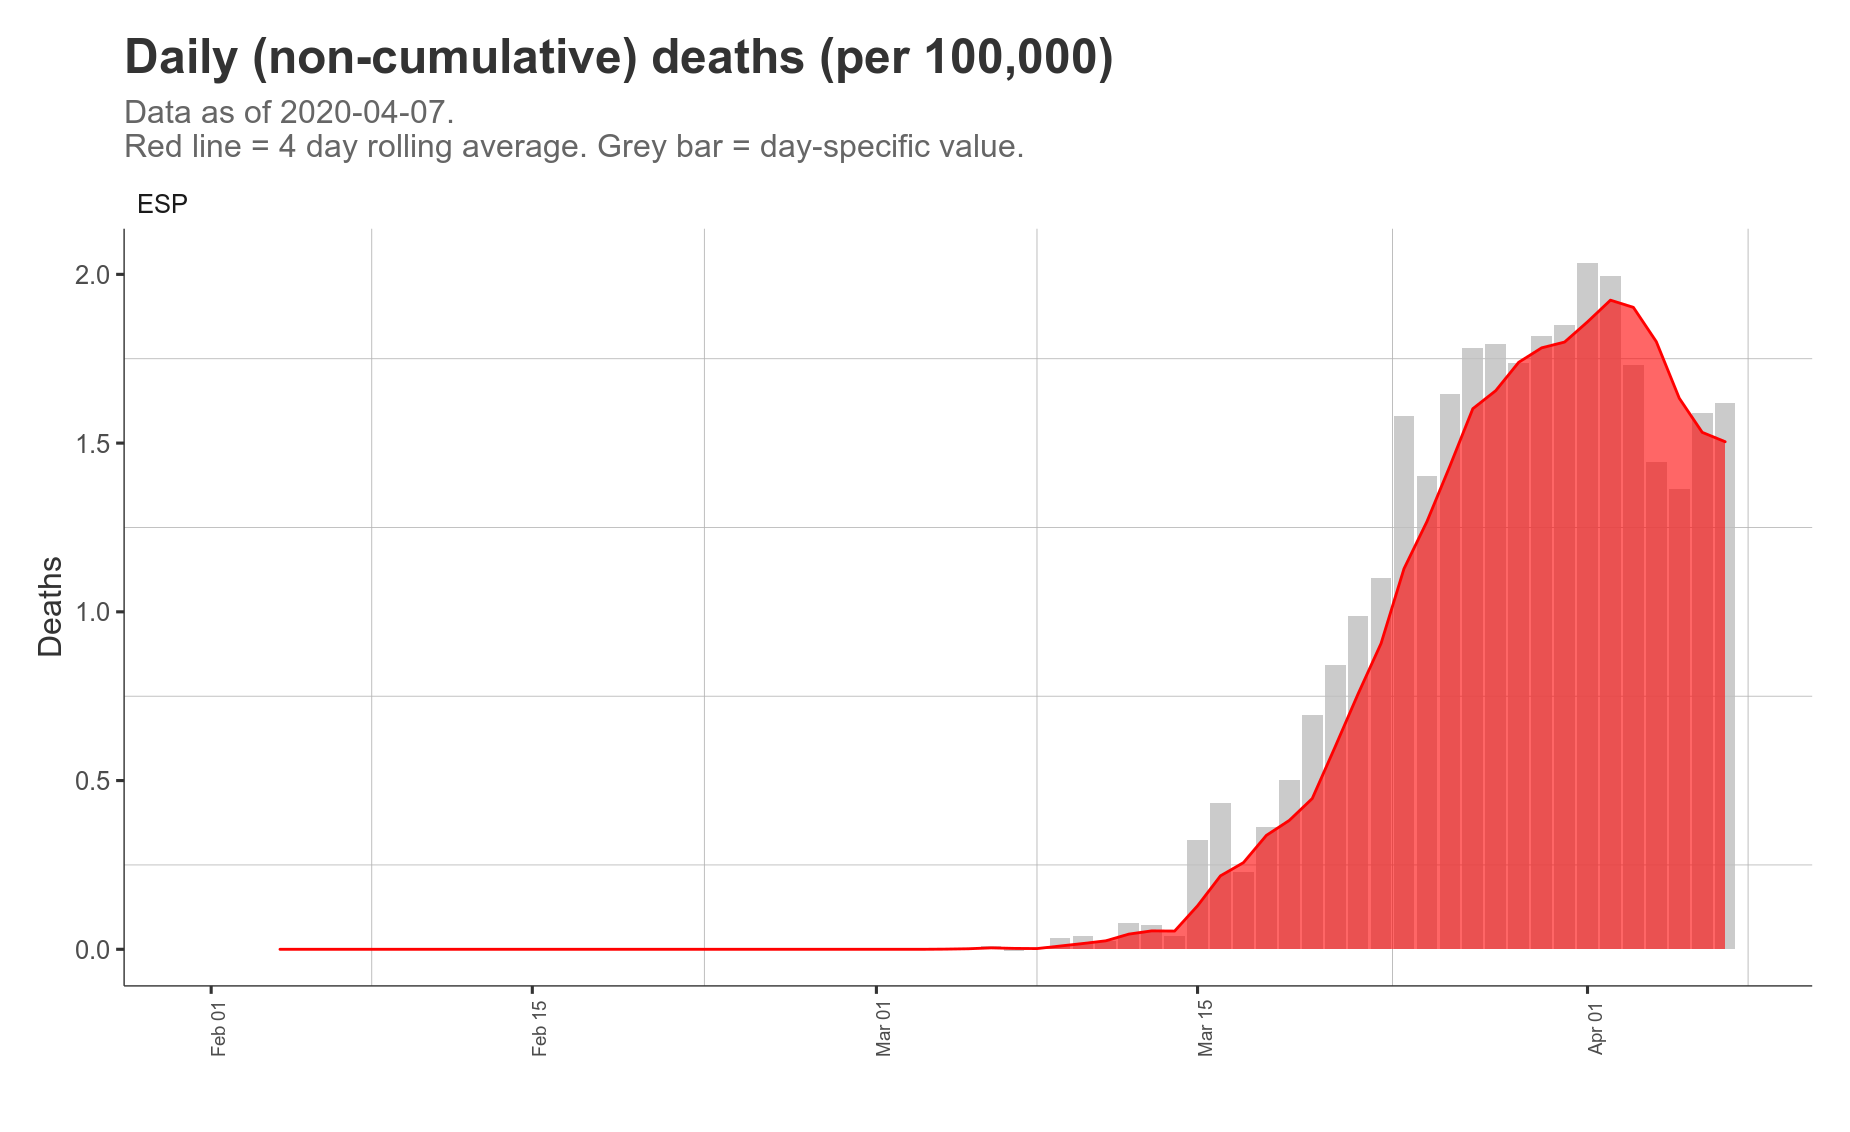 Daily (non-cumulative) deaths (per 100,000)
Data as of 2020-04-07.
Red line = 4 day rolling average. Grey bar = day-specific value.
ESP
2.0
1.5
1.0
0.5
0.0
Deaths
Feb 01
Feb 15
Mar 01
Mar 15
Apr 01